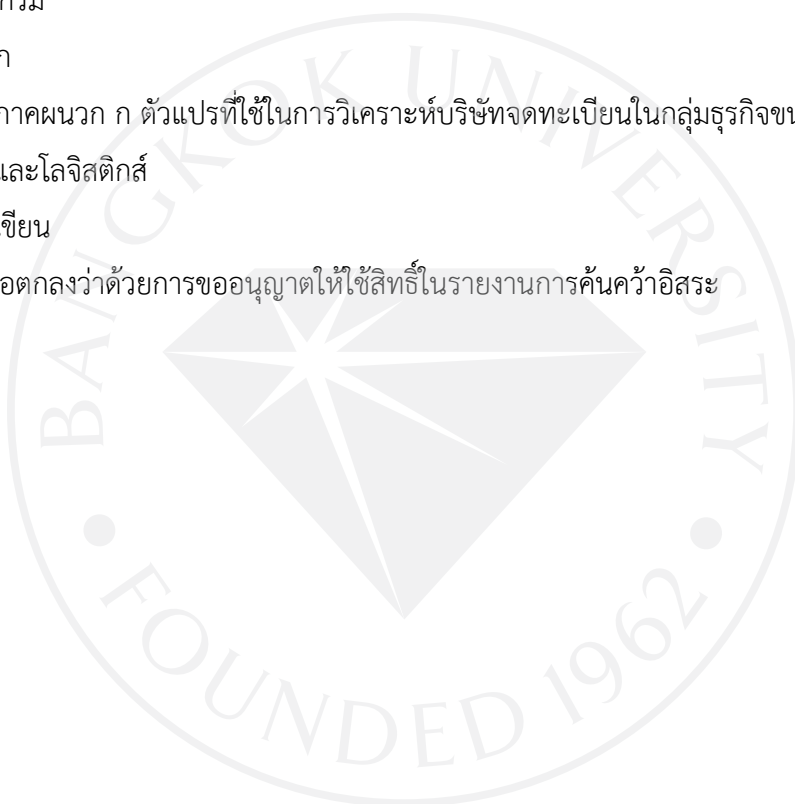 กรม
ก
ภาคผนวก ก ตัวแปรที่ใช้ในการวิเคราะห์บริษัทจดทะเบียนในกลุ่มธุรกิจขน
และโลจิสติกส์
เขียน
อตกลงว่าด้วยการขออนุญาตให้ใช้สิทธิ์ในรายงานการค้นคว้าอิสระ
BANGKOK UNIVERSITY
• FOUNDED 1962 •